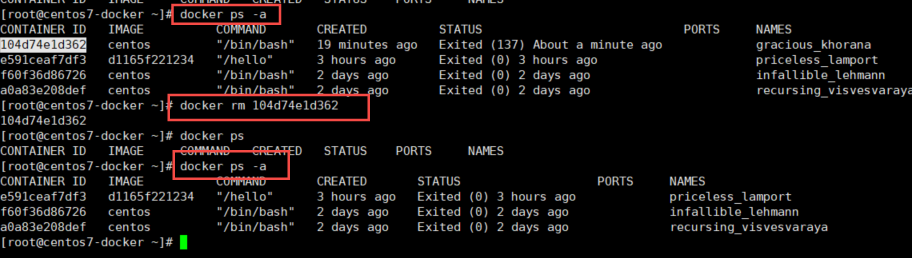 CONTAINER ID   IMAGE     COMMAND   CREATED   STATUS    PORTS     NAMES
[root@centos7-docker ~]# docker ps -a
CONTAINER ID   IMAGE          COMMAND       CREATED          STATUS                            PORTS     NAMES
104d74e1d362   centos         "/bin/bash"   19 minutes ago   Exited (137) About a minute ago             gracious_khorana
e591ceaf7df3   d1165f221234   "/hello"      3 hours ago      Exited (0) 3 hours ago                      priceless_lamport
f60f36d86726   centos         "/bin/bash"   2 days ago       Exited (0) 2 days ago                       infallible_lehmann
a0a83e208def   centos         "/bin/bash"   2 days ago       Exited (0) 2 days ago                       recursing_visvesvaraya
[root@centos7-docker ~]# docker rm 104d74e1d362
104d74e1d362
[root@centos7-docker ~]# docker ps
CONTAINER ID   IMAGE     COMMAND   CREATED   STATUS    PORTS     NAMES
[root@centos7-docker ~]# docker ps -a
CONTAINER ID   IMAGE          COMMAND       CREATED       STATUS                   PORTS     NAMES
e591ceaf7df3   d1165f221234   "/hello"      3 hours ago   Exited (0) 3 hours ago             priceless_lamport
f60f36d86726   centos         "/bin/bash"   2 days ago    Exited (0) 2 days ago              infallible_lehmann
a0a83e208def   centos         "/bin/bash"   2 days ago    Exited (0) 2 days ago              recursing_visvesvaraya
[root@centos7-docker ~]#